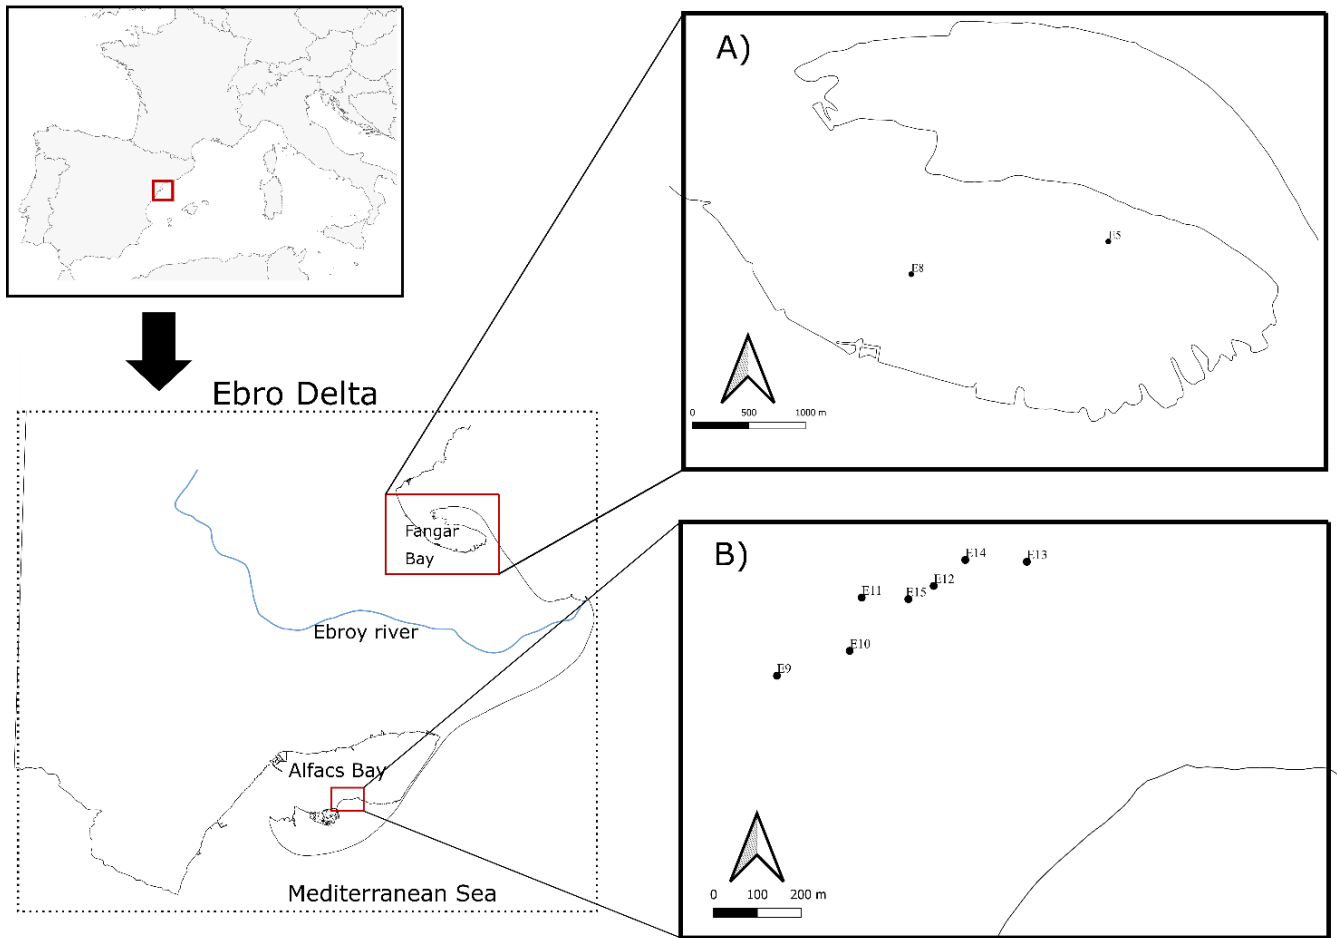 A)
E5
E8
0 500 1000 m
Ebro Delta
Fangar
Bay
Ebroy river
Alfacs Bay
Mediterranean Sea
B)
E14
E13
E12
E11
E15
E10
E9
0 100 200 m